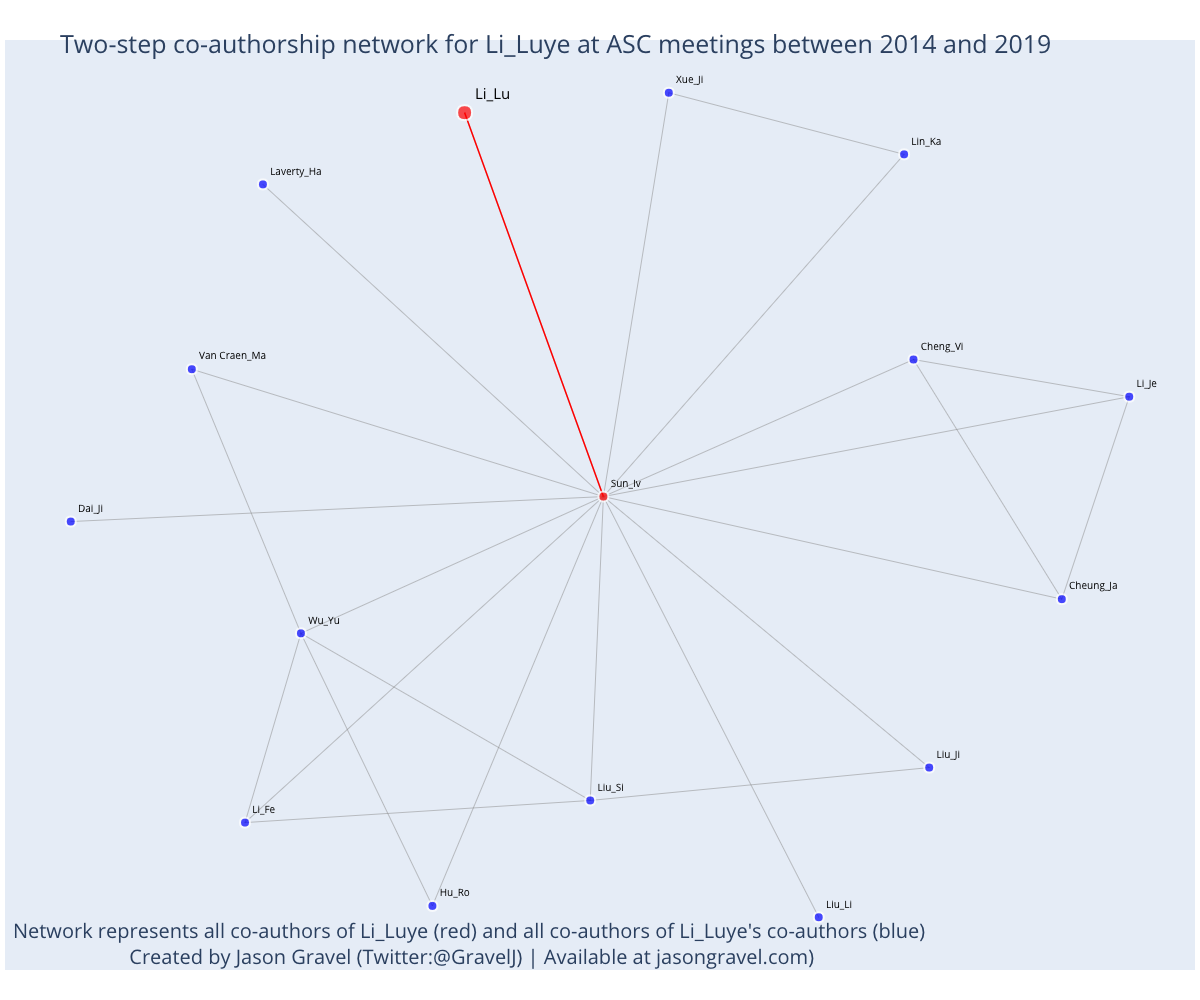 Two-step co-authorship network for Li_Luye at ASC meetings between 2014 and 2019
Xue_Ji
Li_Lu
Lin_Ka
Laverty_Ha
Cheng_Vi
Van Craen_Ma
Li_Je
Sun_Iv
Dai_Ji
Cheung_Ja
Wu_Yu
Liu_Ji
Liu_Si
Li_Fe
Hu_Ro
LIu_Li
Network represents all co-authors of Li_Luye (red) and all co-authors of Li_Luye's co-authors (blue)
Created by Jason Gravel (Twitter:@GravelJ) | Available at jasongravel.com)